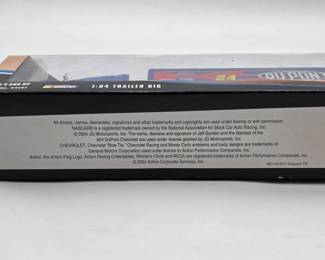 S AND UP
NASCAR
1:64 TRAILER RIG
24
DU PONT
All drivers, names, likenesses, signatures and other trademarks and copyrights are used under license or with permission.
NASCAR® is a registered trademark of the National Association for Stock Car Auto Racing, Inc.
© 2004 JG Motorsports, Inc. The name, likeness and signature of Jeff Gordon and the likeness of the
#24 DuPont Chevrolet are used under license granted by JG Motorsports, Inc.
CHEVROLET, Chevrolet "Bow Tie," Chevrolet Racing and Monte Carlo emblems and body designs are trademarks of
General Motors Corporation used under license to Action Performance Companies, Inc.
Action, the Action Flag Logo, Action Racing Collectables, Winner's Circle and RCCA are registered trademarks of Action Performance Companies, Inc.
© 2004 Action Corporate Services, Inc.